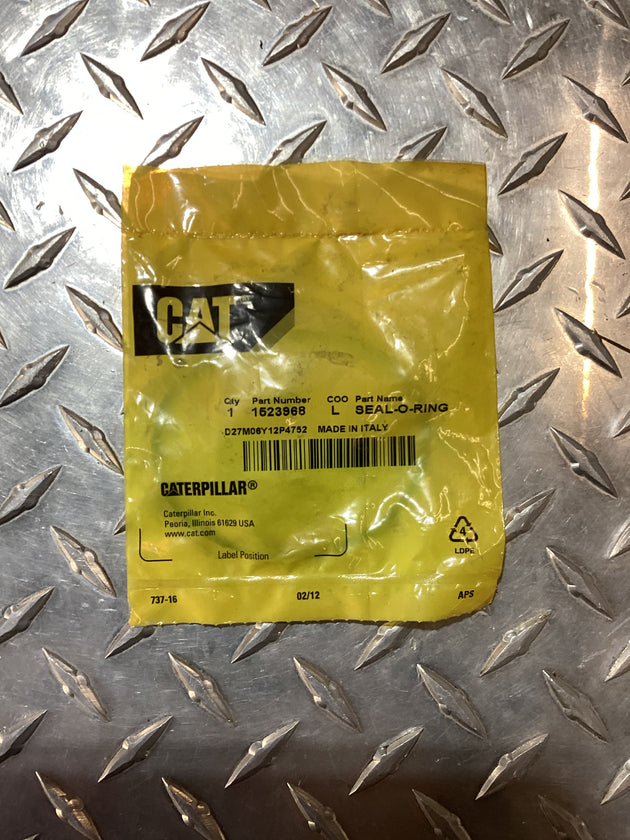 CAT
Qty Part Number COO Part Name
1 1523968 L SEAL-O-RING
D27M06Y12P4752 MADE IN ITALY
CATERPILLAR®
Caterpillar Inc.
Peoria, Illinois 61629 USA
www.cat.com
Label Position
4
LDPE
737-16 02/12 APS